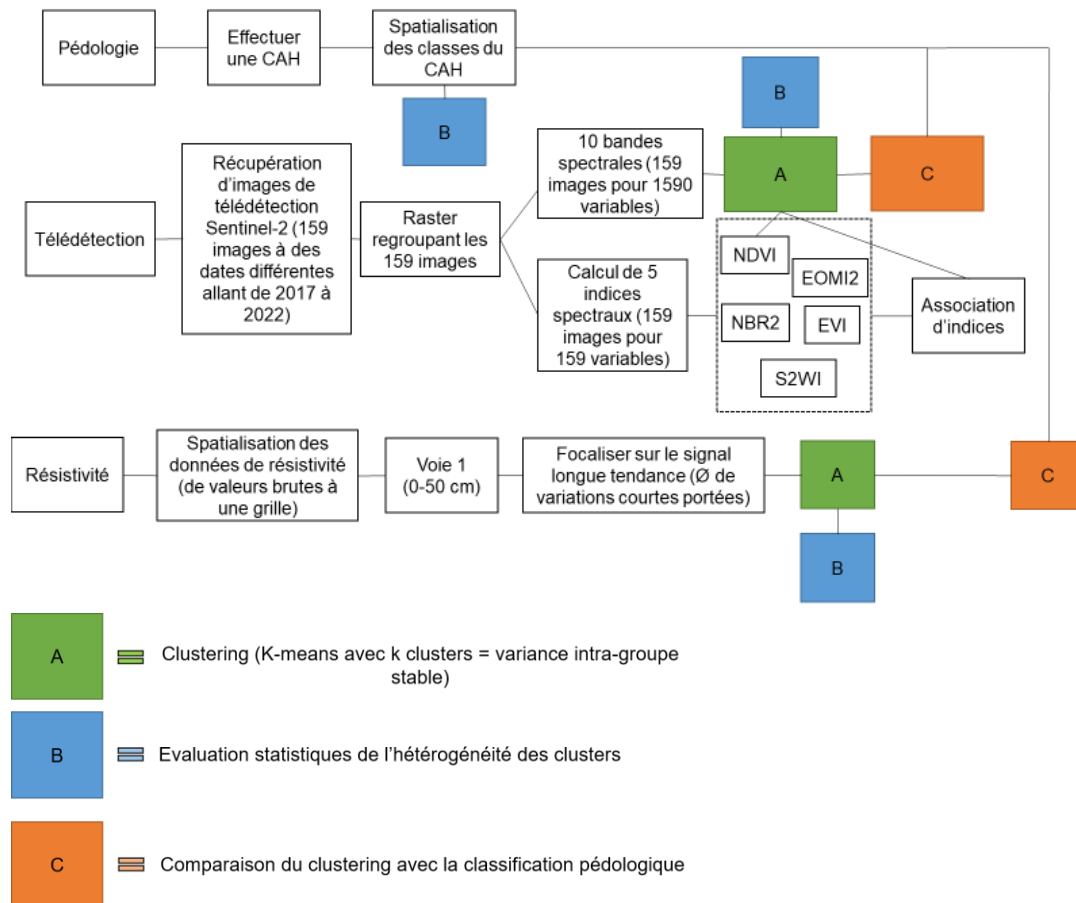 Pédologie
Effectuer
une CAH
Spatialisation
des classes du
CAH
B
B
A
C
Télédétection
Récupération
d'images de
télédétection
Sentinel-2 (159
images à des
dates différentes
allant de 2017 à
2022)
Raster
regroupant les
159 images
10 bandes
spectrales (159
images pour 1590
variables)
Calcul de 5
indices
spectraux (159
images pour
159 variables)
NDVI
EOMI2
NBR2
EVI
S2WI
Association
d'indices
Résistivité
Spatialisation des
données de résistivité
(de valeurs brutes à
une grille)
Voie 1
(0-50 cm)
Focaliser sur le signal
longue tendance (Ø de
variations courtes portées)
A
C
B
A
Clustering (K-means avec k clusters = variance intra-groupe
stable)
B
Evaluation statistiques de l'hétérogénéité des clusters
C
Comparaison du clustering avec la classification pédologique